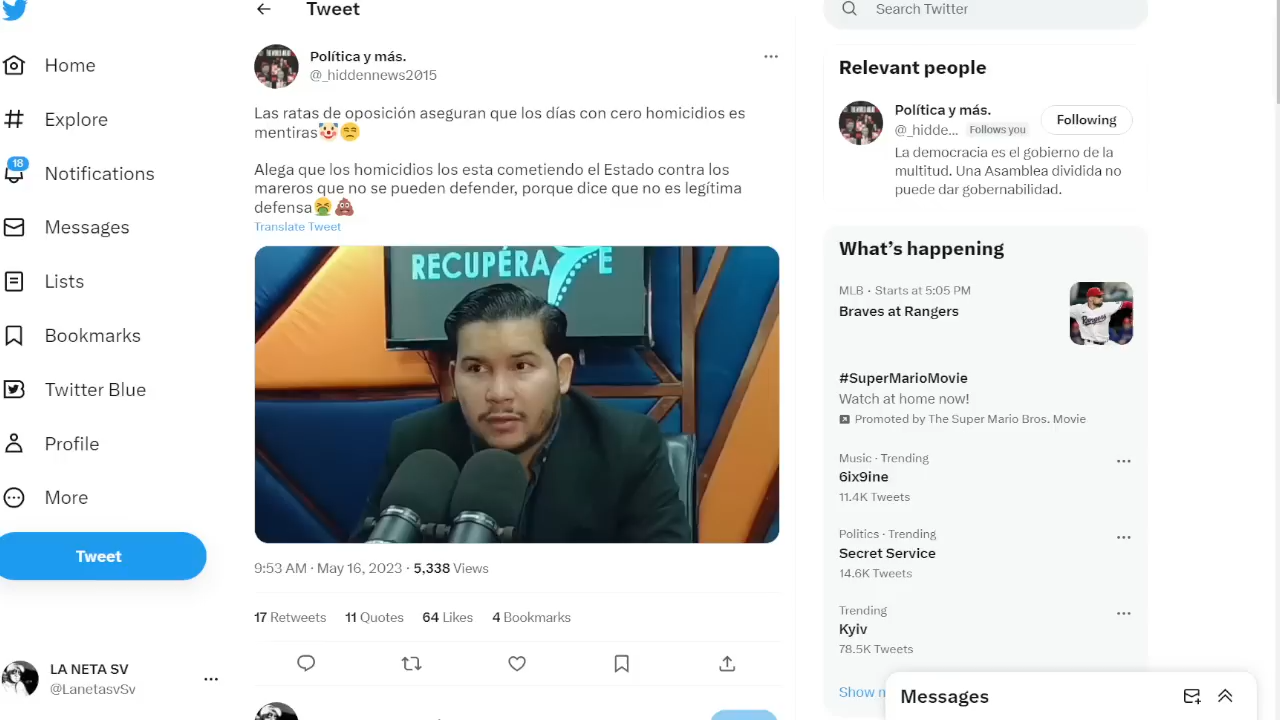 Home
Explore
18
Notifications
Messages
Lists
Bookmarks
Twitter Blue
Profile
More
Tweet
LA NETA SV
@LanetasvSv
Tweet
Política y más.
@_hiddennews2015
Las ratas de oposición aseguran que los días con cero homicidios es
mentiras🤡😒
Alega que los homicidios los esta cometiendo el Estado contra los
mareros que no se pueden defender, porque dice que no es legítima
defensa🤮💩
Translate Tweet
RECUPÉRATE
9:53 AM · May 16, 2023 · 5,338 Views
17 Retweets 11 Quotes 64 Likes 4 Bookmarks
Search Twitter
Relevant people
Política y más.
@_hidde... Follows you
Following
La democracia es el gobierno de la
multitud. Una Asamblea dividida no
puede dar gobernabilidad.
What's happening
MLB · Starts at 5:05 PM
Braves at Rangers
Rangers
#SuperMarioMovie
Watch at home now!
Promoted by The Super Mario Bros. Movie
Music · Trending
6ix9ine
11.4K Tweets
Politics · Trending
Secret Service
14.6K Tweets
Trending
Kyiv
78.5K Tweets
Show
Messages